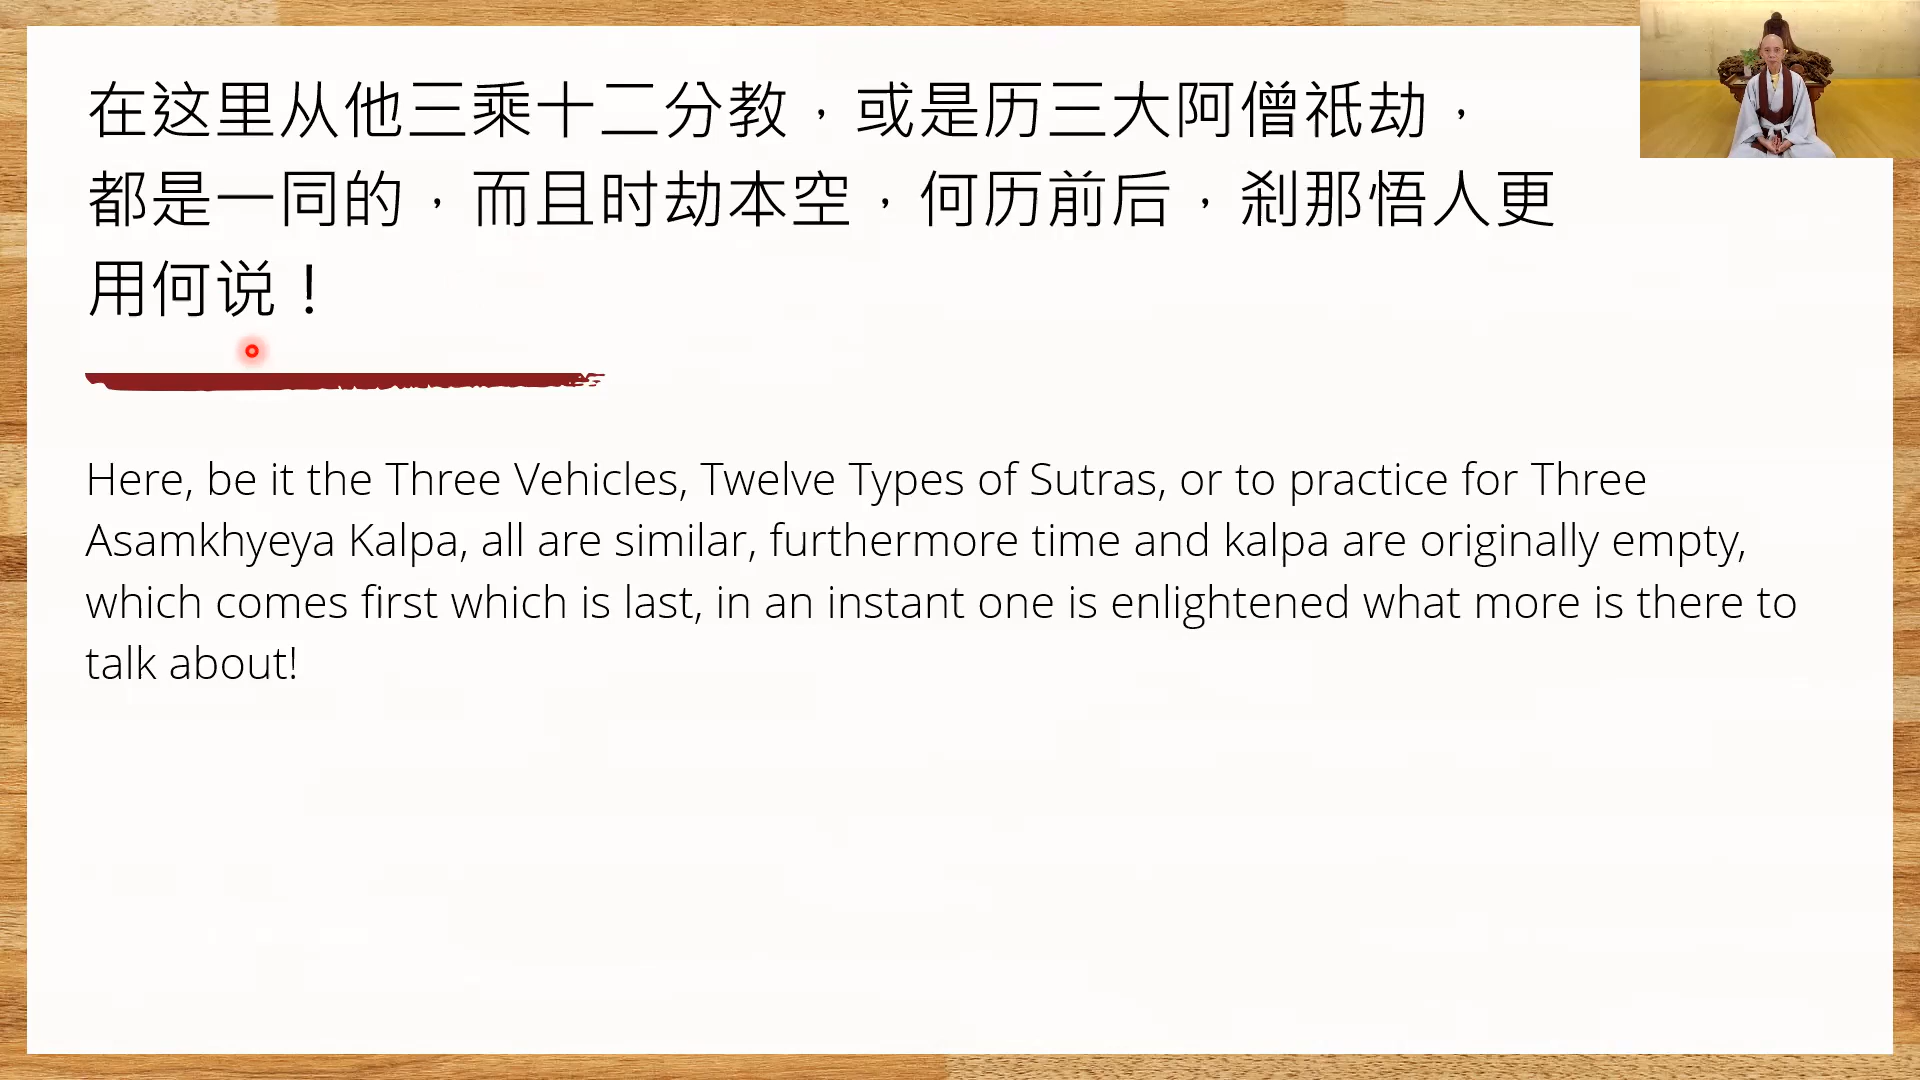 在这里从他三乘十二分教，或是历三大阿僧祇劫，
都是一同的，而且时劫本空，何历前后，剎那悟人更
用何说！
Here, be it the Three Vehicles, Twelve Types of Sutras, or to practice for Three
Asamkhyeya Kalpa, all are similar, furthermore time and kalpa are originally empty,
which comes first which is last, in an instant one is enlightened what more is there to
talk about!